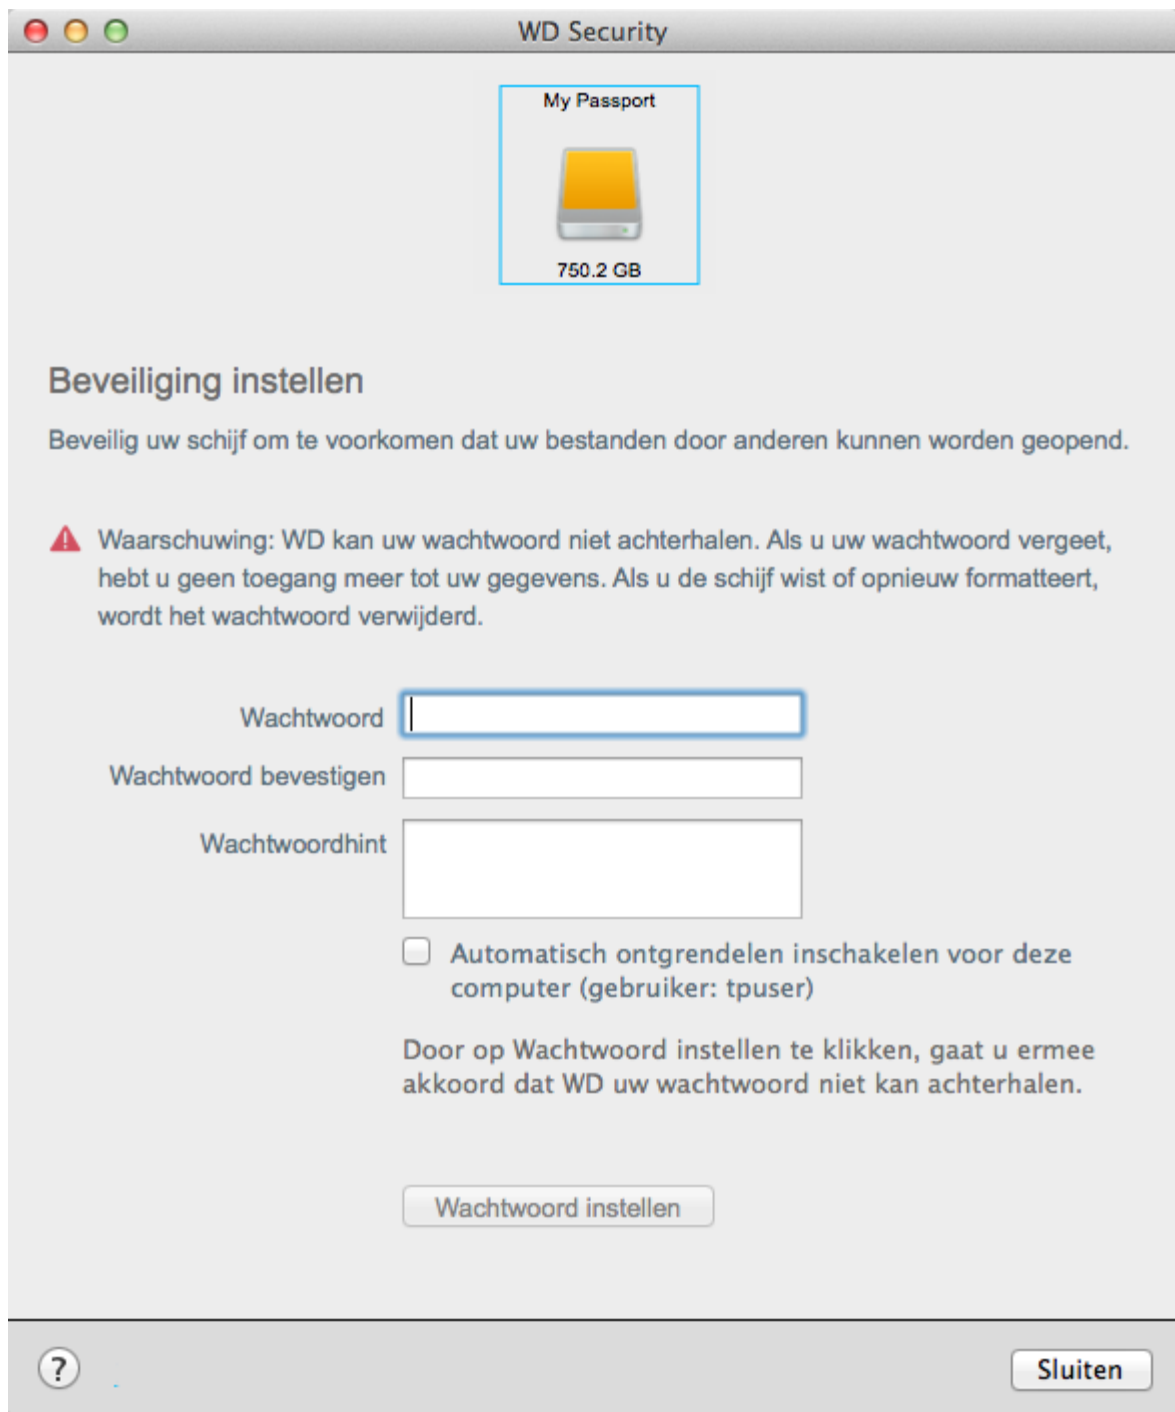 WD Security
My Passport
750.2 GB
Beveiliging instellen
Beveilig uw schijf om te voorkomen dat uw bestanden door anderen kunnen worden geopend.
Waarschuwing: WD kan uw wachtwoord niet achterhalen. Als u uw wachtwoord vergeet,
hebt u geen toegang meer tot uw gegevens. Als u de schijf wist of opnieuw formatteert,
wordt het wachtwoord verwijderd.
Wachtwoord
Wachtwoord bevestigen
Wachtwoordhint
Automatisch ontgrendelen inschakelen voor deze
computer (gebruiker: tpuser)
Door op Wachtwoord instellen te klikken, gaat u ermee
akkoord dat WD uw wachtwoord niet kan achterhalen.
Wachtwoord instellen
?
Sluiten